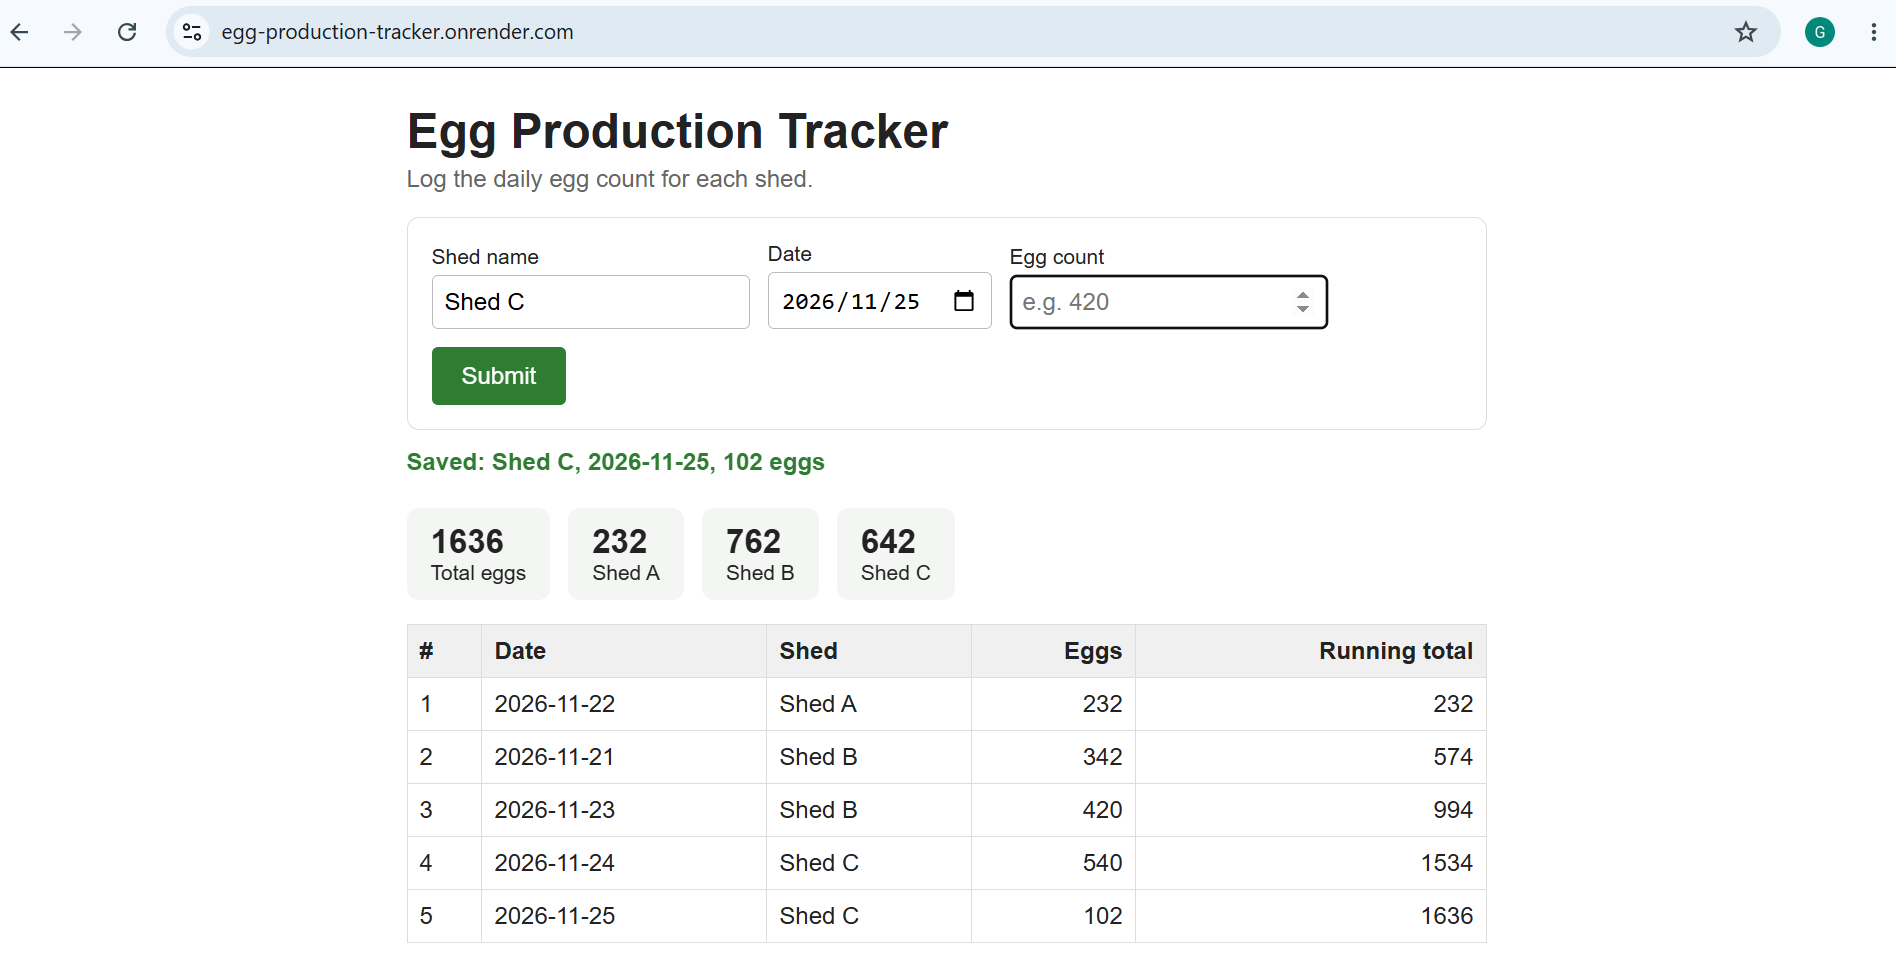 egg-production-tracker.onrender.com
G
Egg Production Tracker
Log the daily egg count for each shed.
Shed name Date Egg count
Shed C 2026/11/25 e.g. 420
Submit
Saved: Shed C, 2026-11-25, 102 eggs
1636 232 762 642
Total eggs Shed A Shed B Shed C
# Date Shed Eggs Running total
1 2026-11-22 Shed A 232 232
2 2026-11-21 Shed B 342 574
3 2026-11-23 Shed B 420 994
4 2026-11-24 Shed C 540 1534
5 2026-11-25 Shed C 102 1636